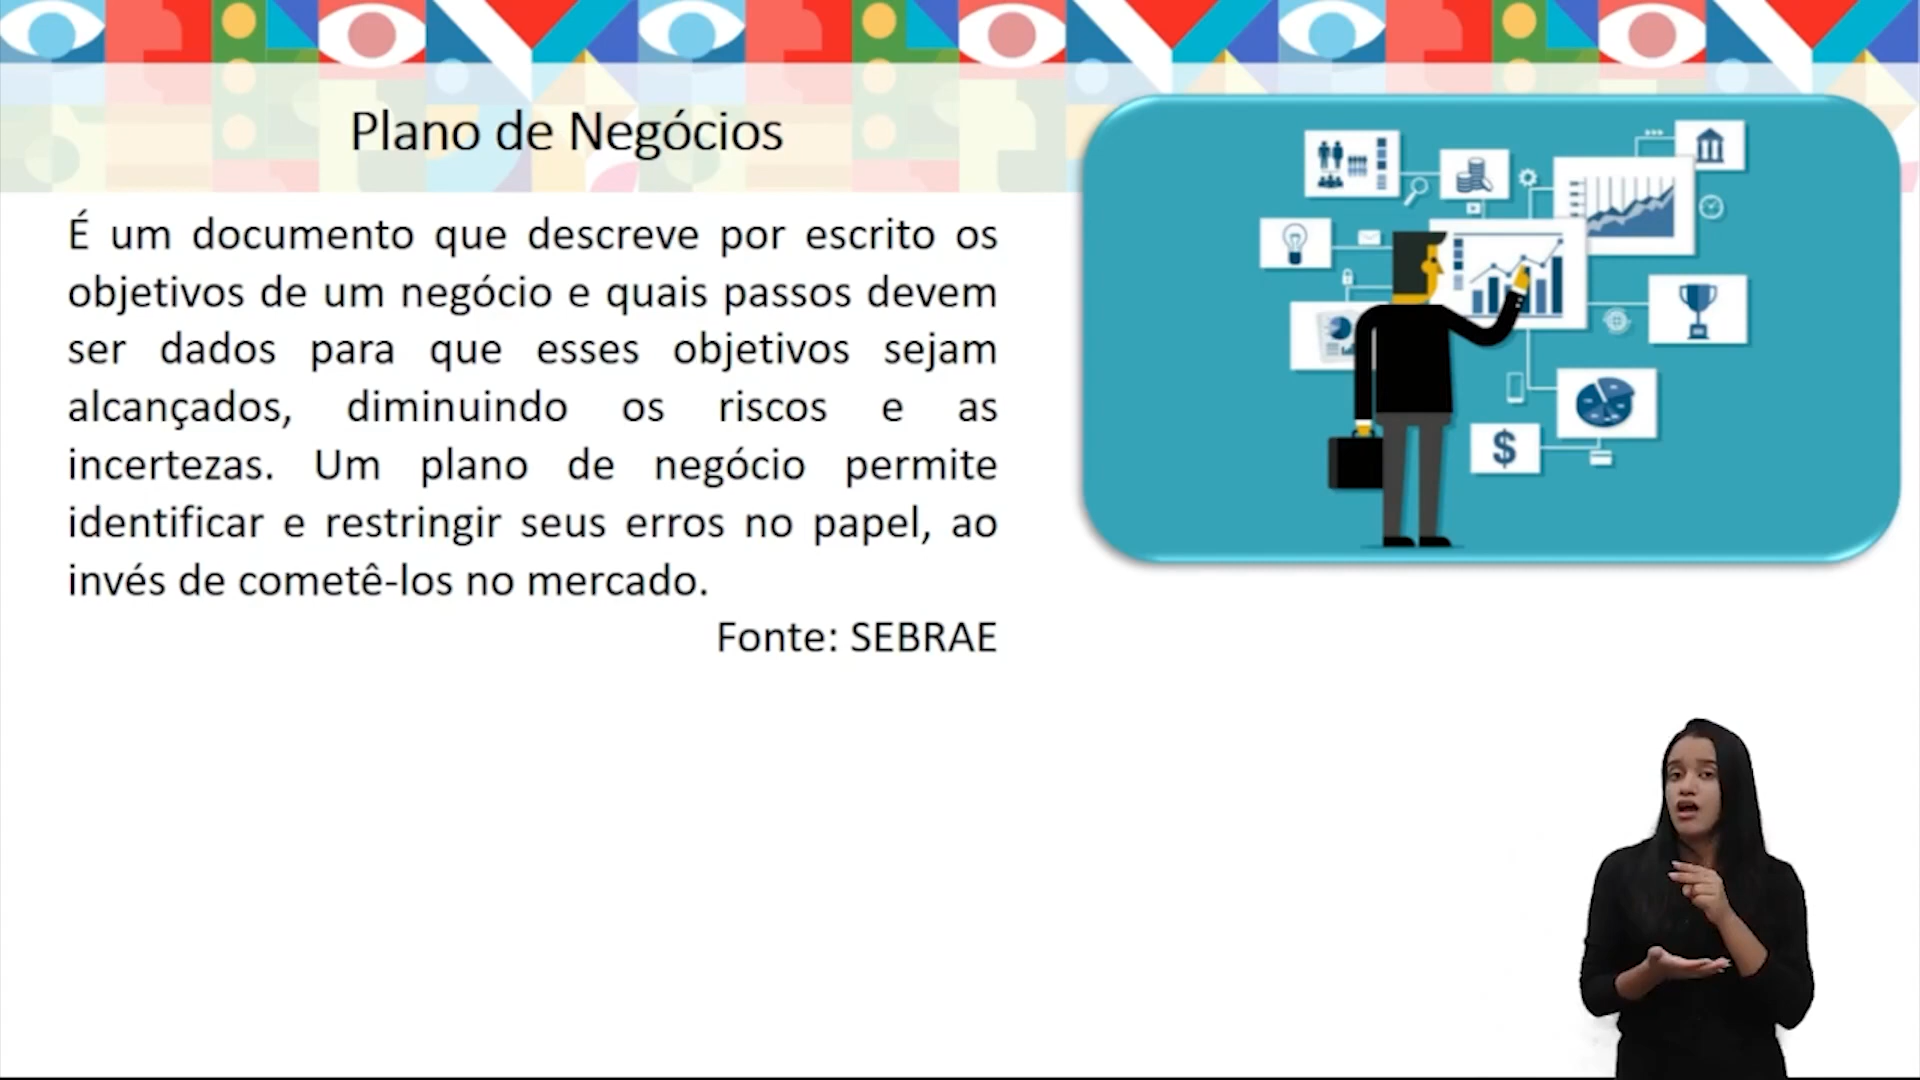 Plano de Negócios
É um documento que descreve por escrito os
objetivos de um negócio e quais passos devem
ser dados para que esses objetivos sejam
alcançados, diminuindo os riscos e as
incertezas. Um plano de negócio permite
identificar e restringir seus erros no papel, ao
invés de cometê-los no mercado.
Fonte: SEBRAE
$